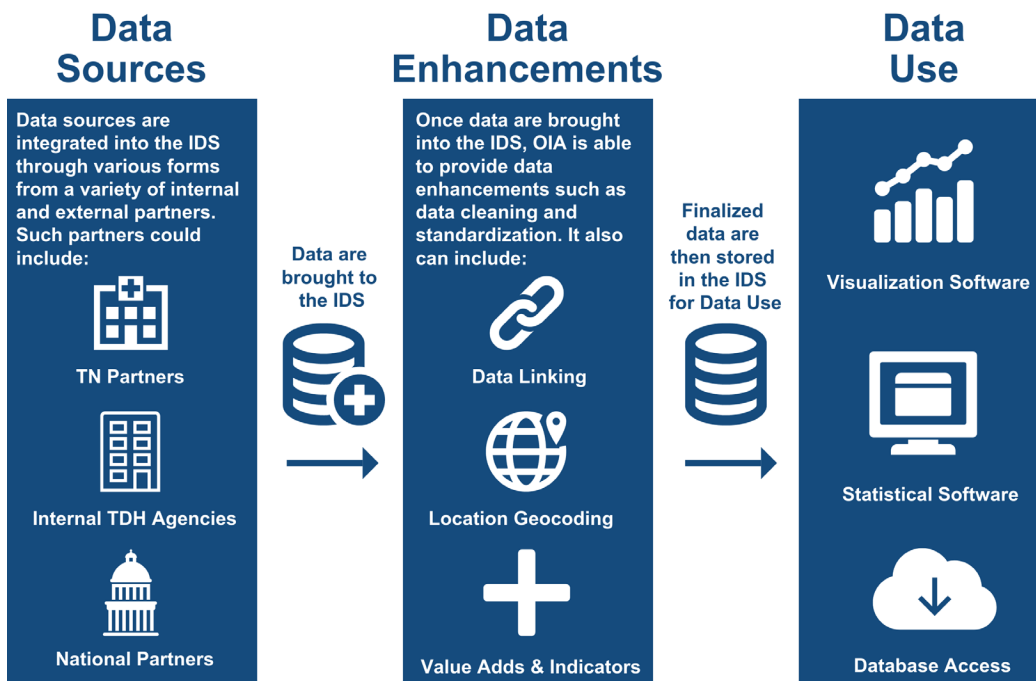 Data
Sources
Data sources are
integrated into the IDS
through various forms
from a variety of internal
and external partners.
Such partners could
include:
TN Partners
Internal TDH Agencies
National Partners
Data are
brought to
the IDS
Data
Enhancements
Once data are brought
into the IDS, OIA is able
to provide data
enhancements such as
data cleaning and
standardization. It also
can include:
Data Linking
Location Geocoding
Value Adds & Indicators
Finalized
data are
then stored
in the IDS
for Data Use
Data
Use
Visualization Software
Statistical Software
Database Access